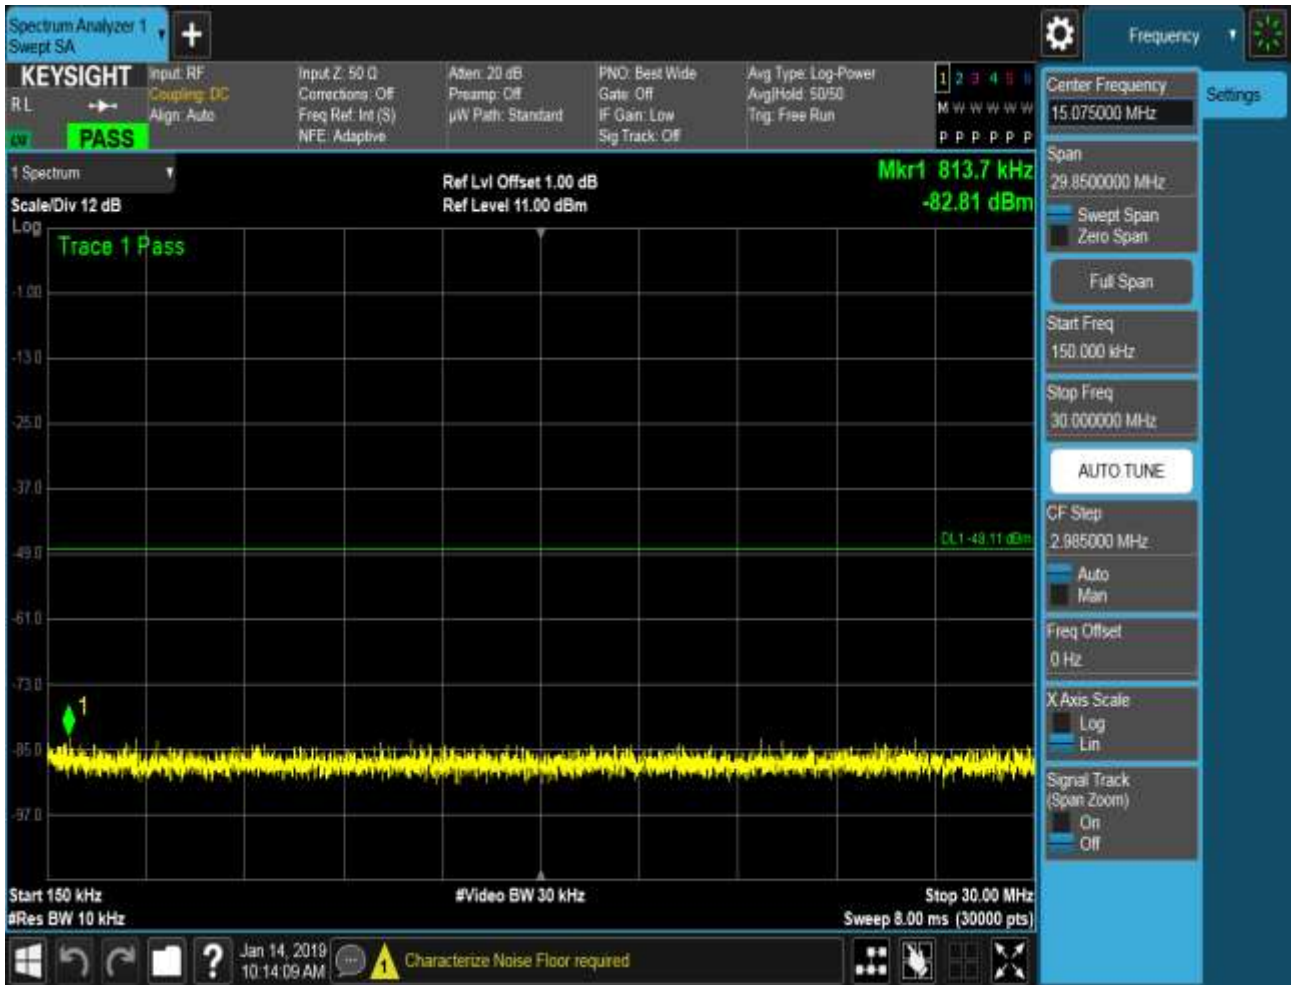 Spectrum Analyzer 1
Swept SA
+
Frequency
KEYSIGHT
R L
PASS
Input: RF
Coupling: DC
Align: Auto
Input Z: 50 Ω
Corrections: Off
Freq Ref: Int (S)
NFE: Adaptive
Atten: 20 dB
Preamp: Off
µW Path: Standard
PNO: Best Wide
Gate: Off
IF Gain: Low
Sig Track: Off
Avg Type: Log-Power
Avg|Hold: 50/50
Trig: Free Run
1 2 3 4 5 6
M W W W W W
P P P P P P
1 Spectrum
Scale/Div 12 dB
Log
Ref Lvl Offset 1.00 dB
Ref Level 11.00 dBm
Mkr1 813.7 kHz
-82.81 dBm
Trace 1 Pass
-1.00
-13.0
-25.0
-37.0
-49.0
-61.0
-73.0
-85.0
-97.0
1
Start 150 kHz
#Res BW 10 kHz
#Video BW 30 kHz
Stop 30.00 MHz
Sweep 8.00 ms (30000 pts)
?
Jan 14, 2019
10:14:09 AM
1
Characterize Noise Floor required
Center Frequency
15.075000 MHz
Settings
Span
29.8500000 MHz
Swept Span
Zero Span
Full Span
Start Freq
150.000 kHz
Stop Freq
30.000000 MHz
AUTO TUNE
CF Step
2.985000 MHz
Auto
Man
Freq Offset
0 Hz
X Axis Scale
Log
Lin
Signal Track
(Span Zoom)
On
Off